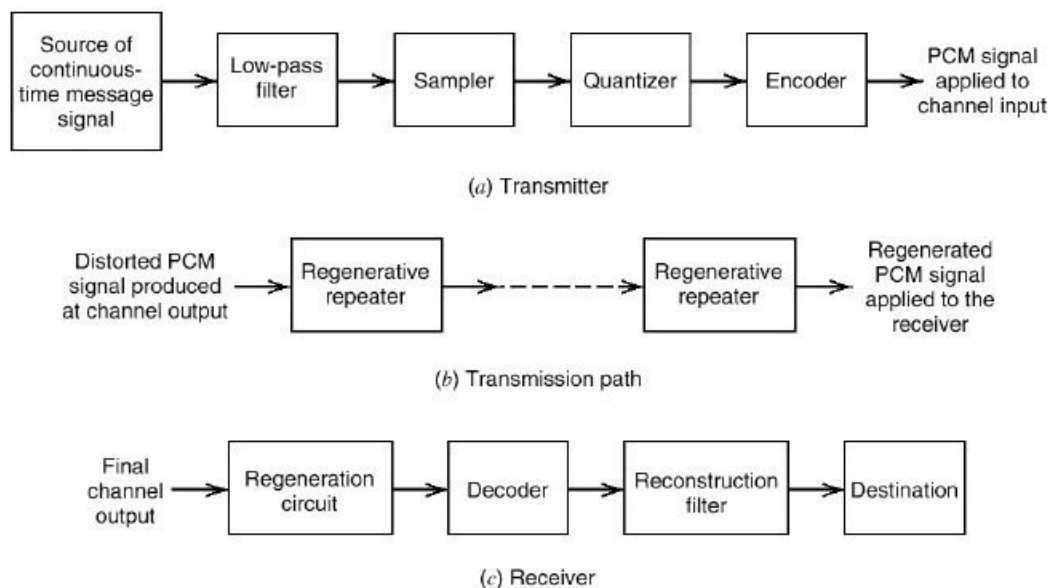 Source of
continuous-
time message
signal
Low-pass
filter
Sampler
Quantizer
Encoder
PCM signal
applied to
channel input
(a) Transmitter
Distorted PCM
signal produced
at channel output
Regenerative
repeater
Regenerative
repeater
Regenerated
PCM signal
applied to the
receiver
(b) Transmission path
Final
channel
output
Regeneration
circuit
Decoder
Reconstruction
filter
Destination
(c) Receiver